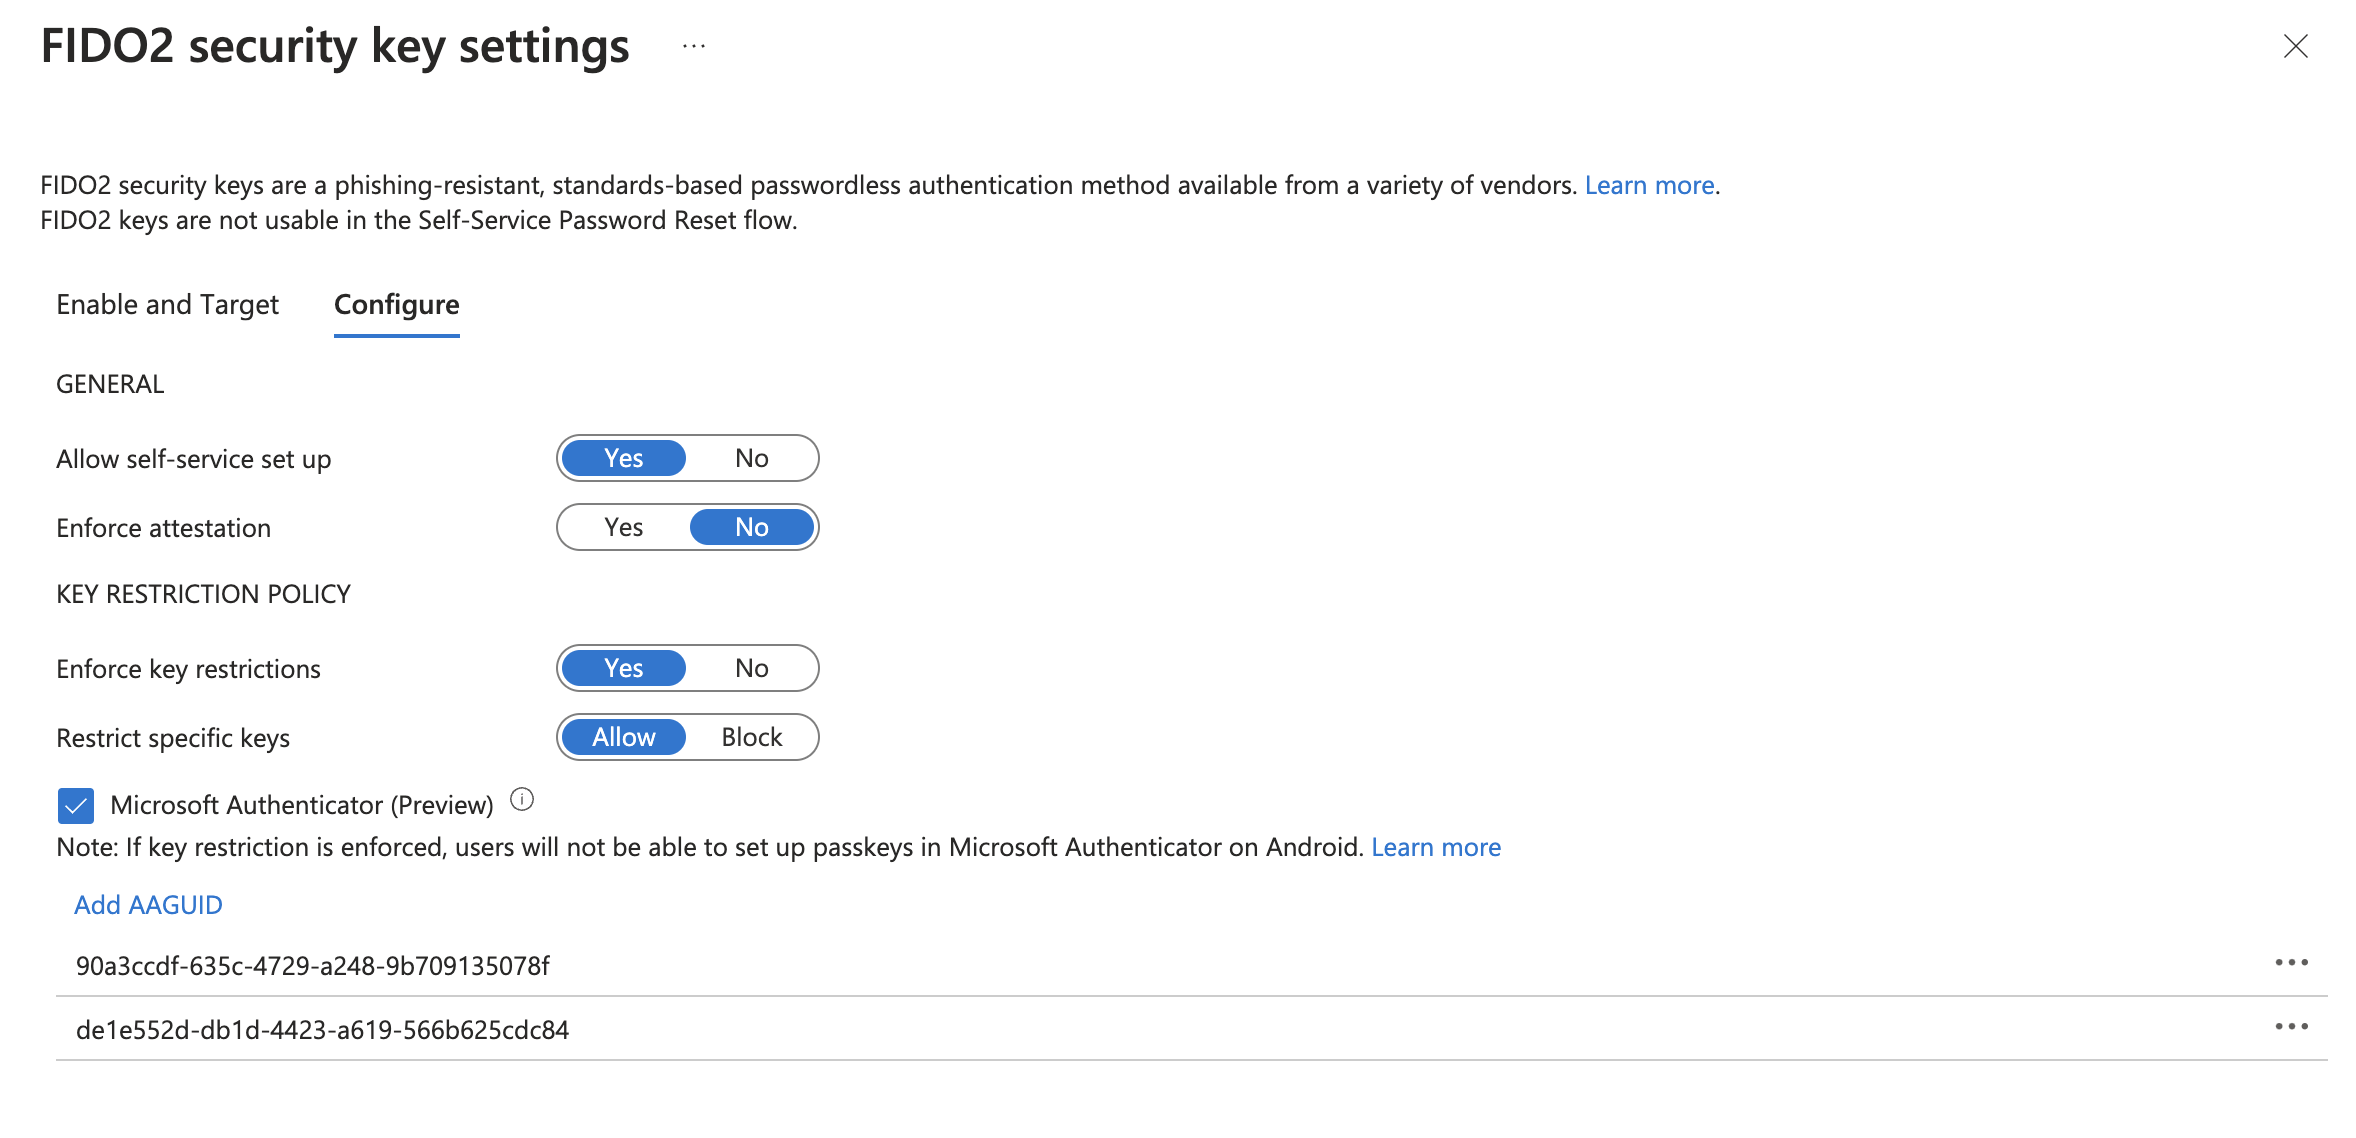 FIDO2 security key settings ...
FIDO2 security keys are a phishing-resistant, standards-based passwordless authentication method available from a variety of vendors. Learn more.
FIDO2 keys are not usable in the Self-Service Password Reset flow.
Enable and Target Configure
GENERAL
Allow self-service set up Yes No
Enforce attestation Yes No
KEY RESTRICTION POLICY
Enforce key restrictions Yes No
Restrict specific keys Allow Block
Microsoft Authenticator (Preview)
Note: If key restriction is enforced, users will not be able to set up passkeys in Microsoft Authenticator on Android. Learn more
Add AAGUID
90a3ccdf-635c-4729-a248-9b709135078f
de1e552d-db1d-4423-a619-566b625cdc84